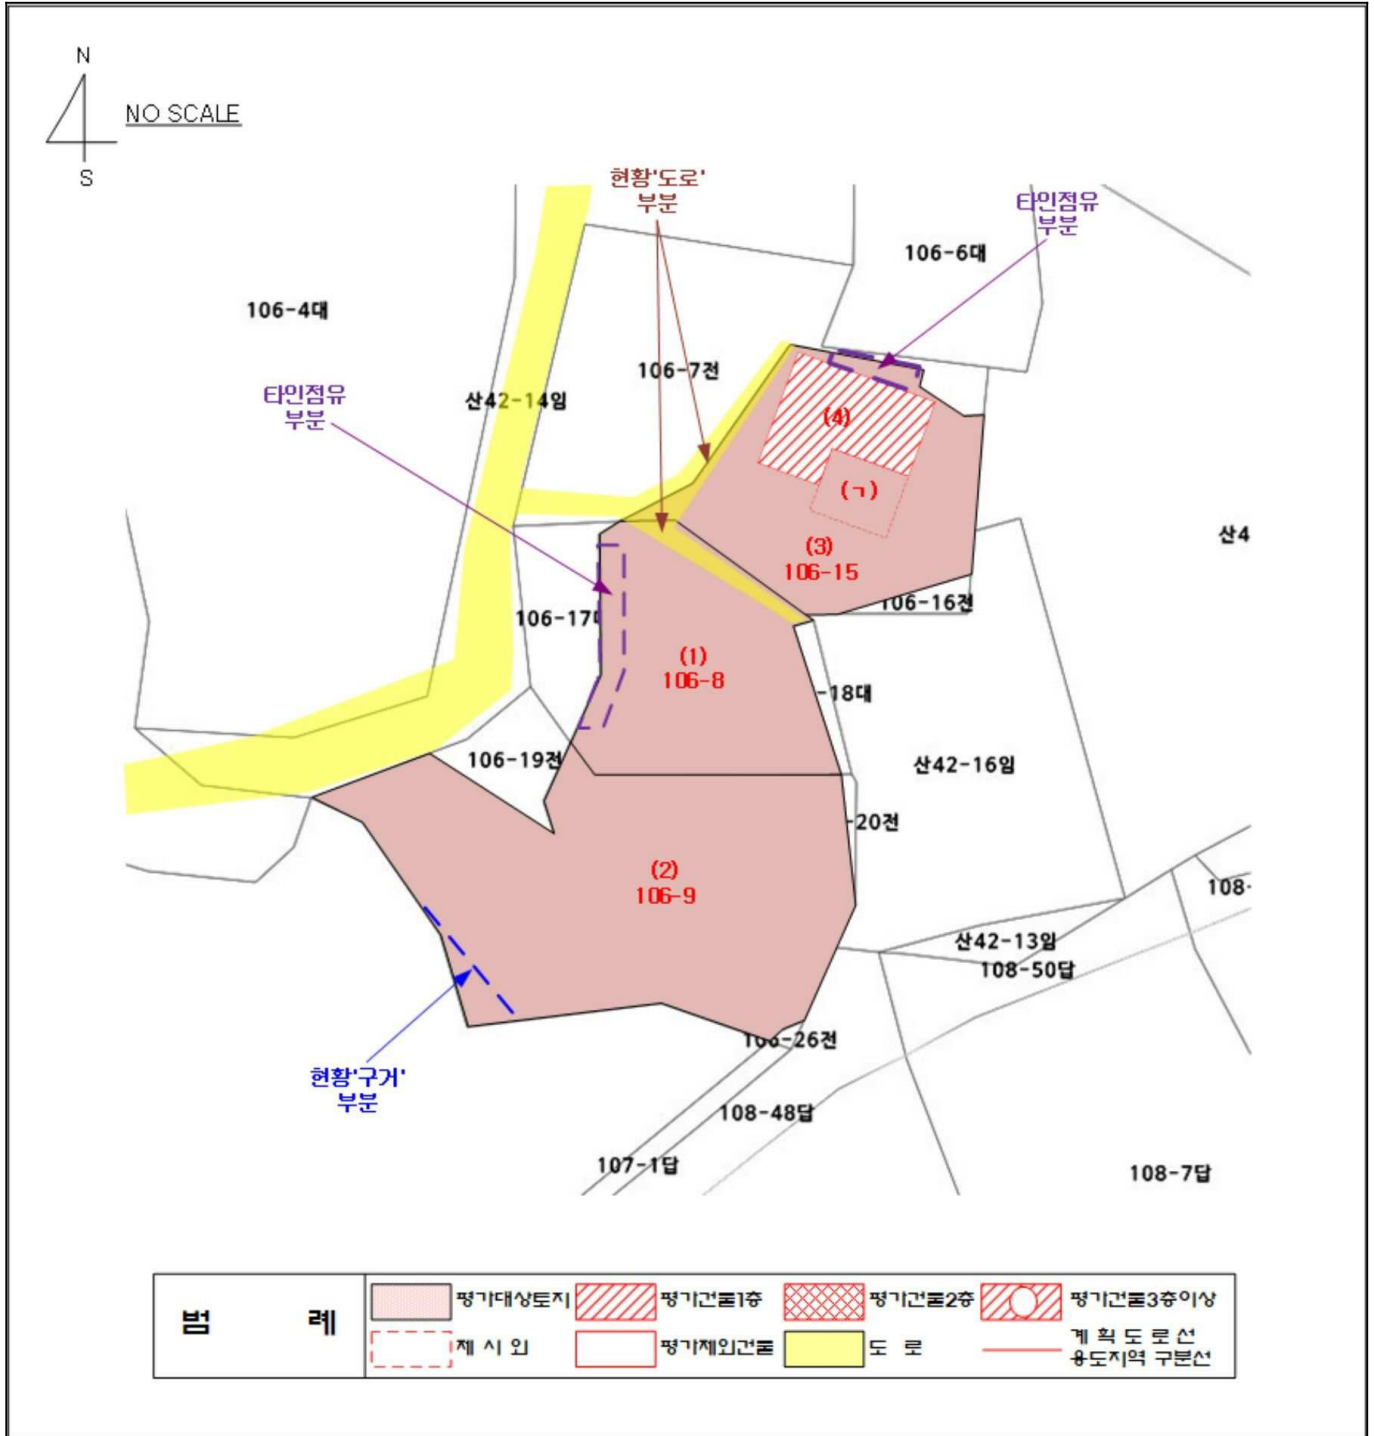 N
NO SCALE
S
현황'도로'
부분
타인점유
부분
106-6대
106-4대
106-7전
산42-14임
타인점유
부분
(4)
(ㄱ)
산4
(3)
106-15
106-16전
106-17대
(1)
106-8
-18대
106-19전
산42-16임
-20전
(2)
106-9
108-
산42-13임
108-50답
106-26전
현황'구거'
부분
108-48답
107-1답
108-7답
범 례
평가대상토지
평가건물1층
평가건물2층
평가건물3층이상
제 시 외
평가제외건물
도 로
계 획 도 로 선
용도지역 구분선